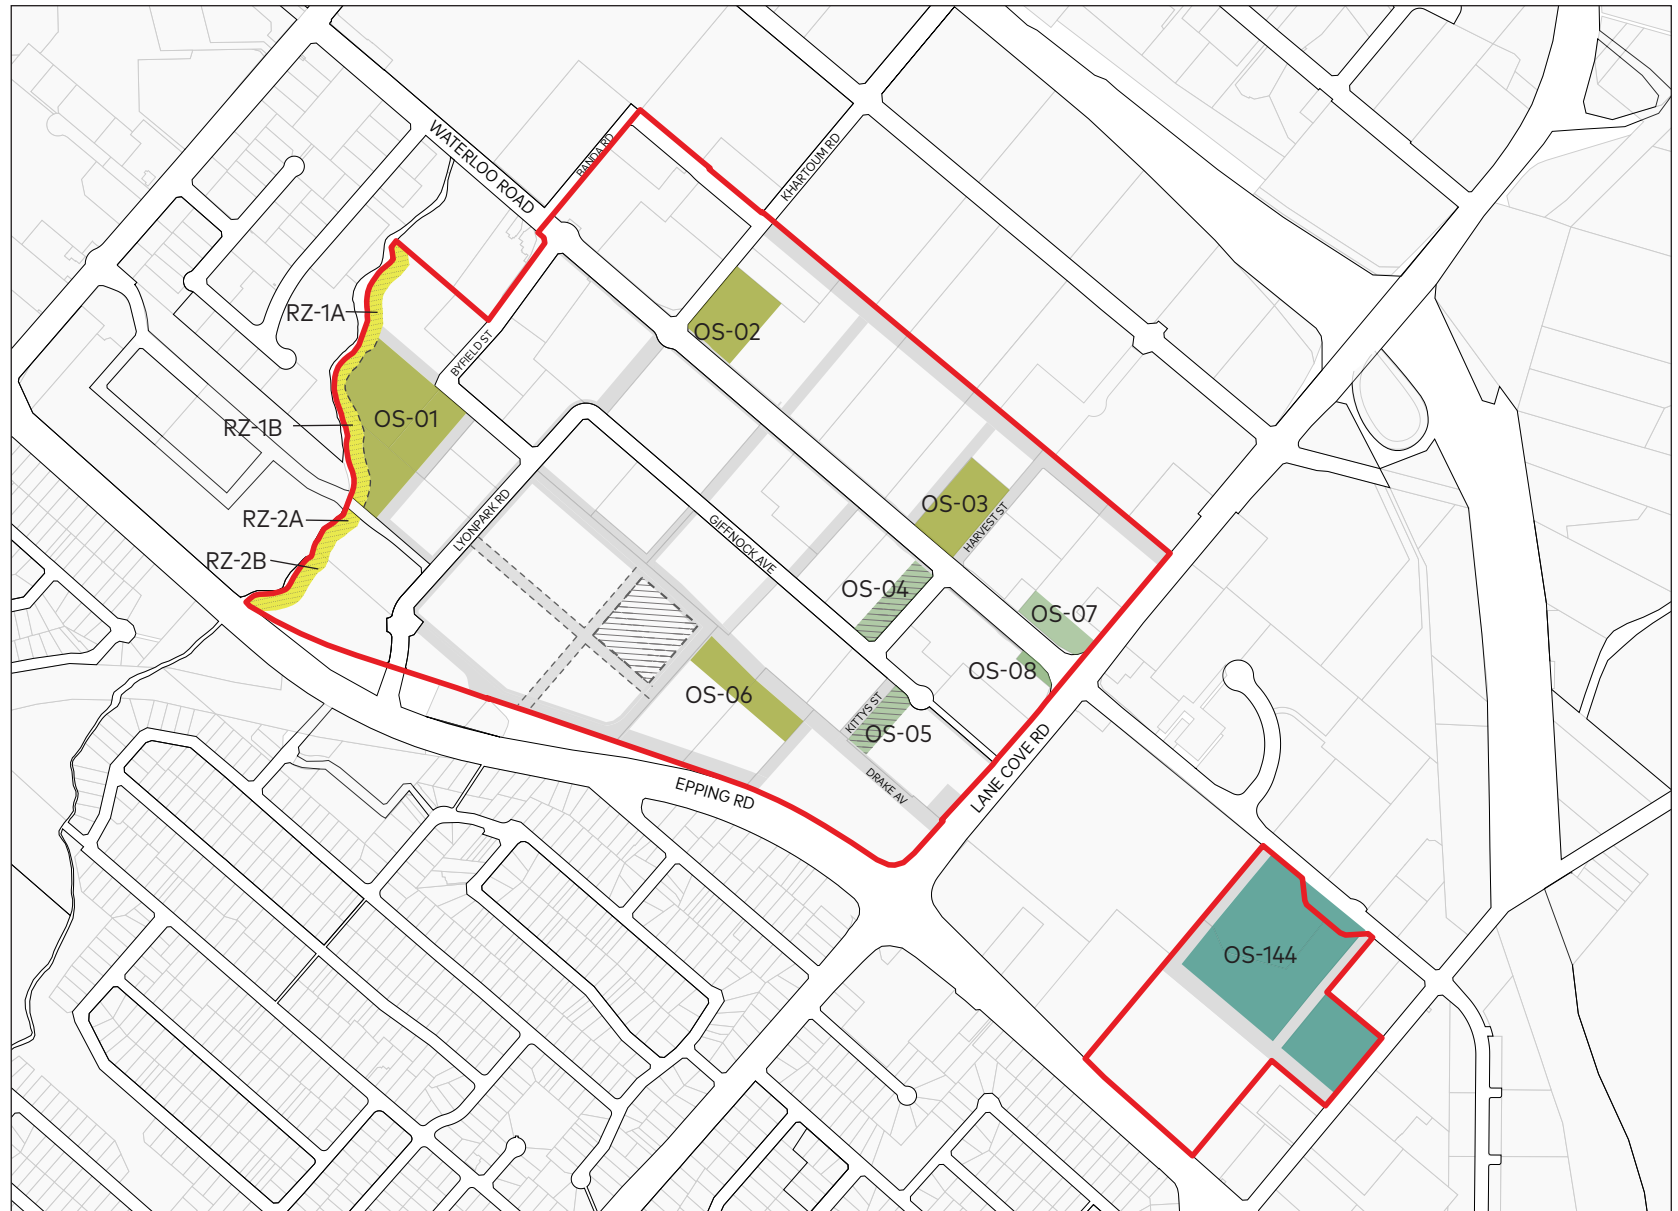 WATERLOO ROAD
BANDA RD
KHARTOUM RD
RZ-1A
OS-02
BYFIELD ST
RZ-1B
OS-01
OS-03
HARVEST ST
RZ-2A
LYONPARK RD
GIFFNOCK AVE
RZ-2B
OS-04
OS-07
OS-08
OS-06
KITTYS ST
OS-05
DRAKE AV
LANE COVE RD
EPPING RD
OS-144